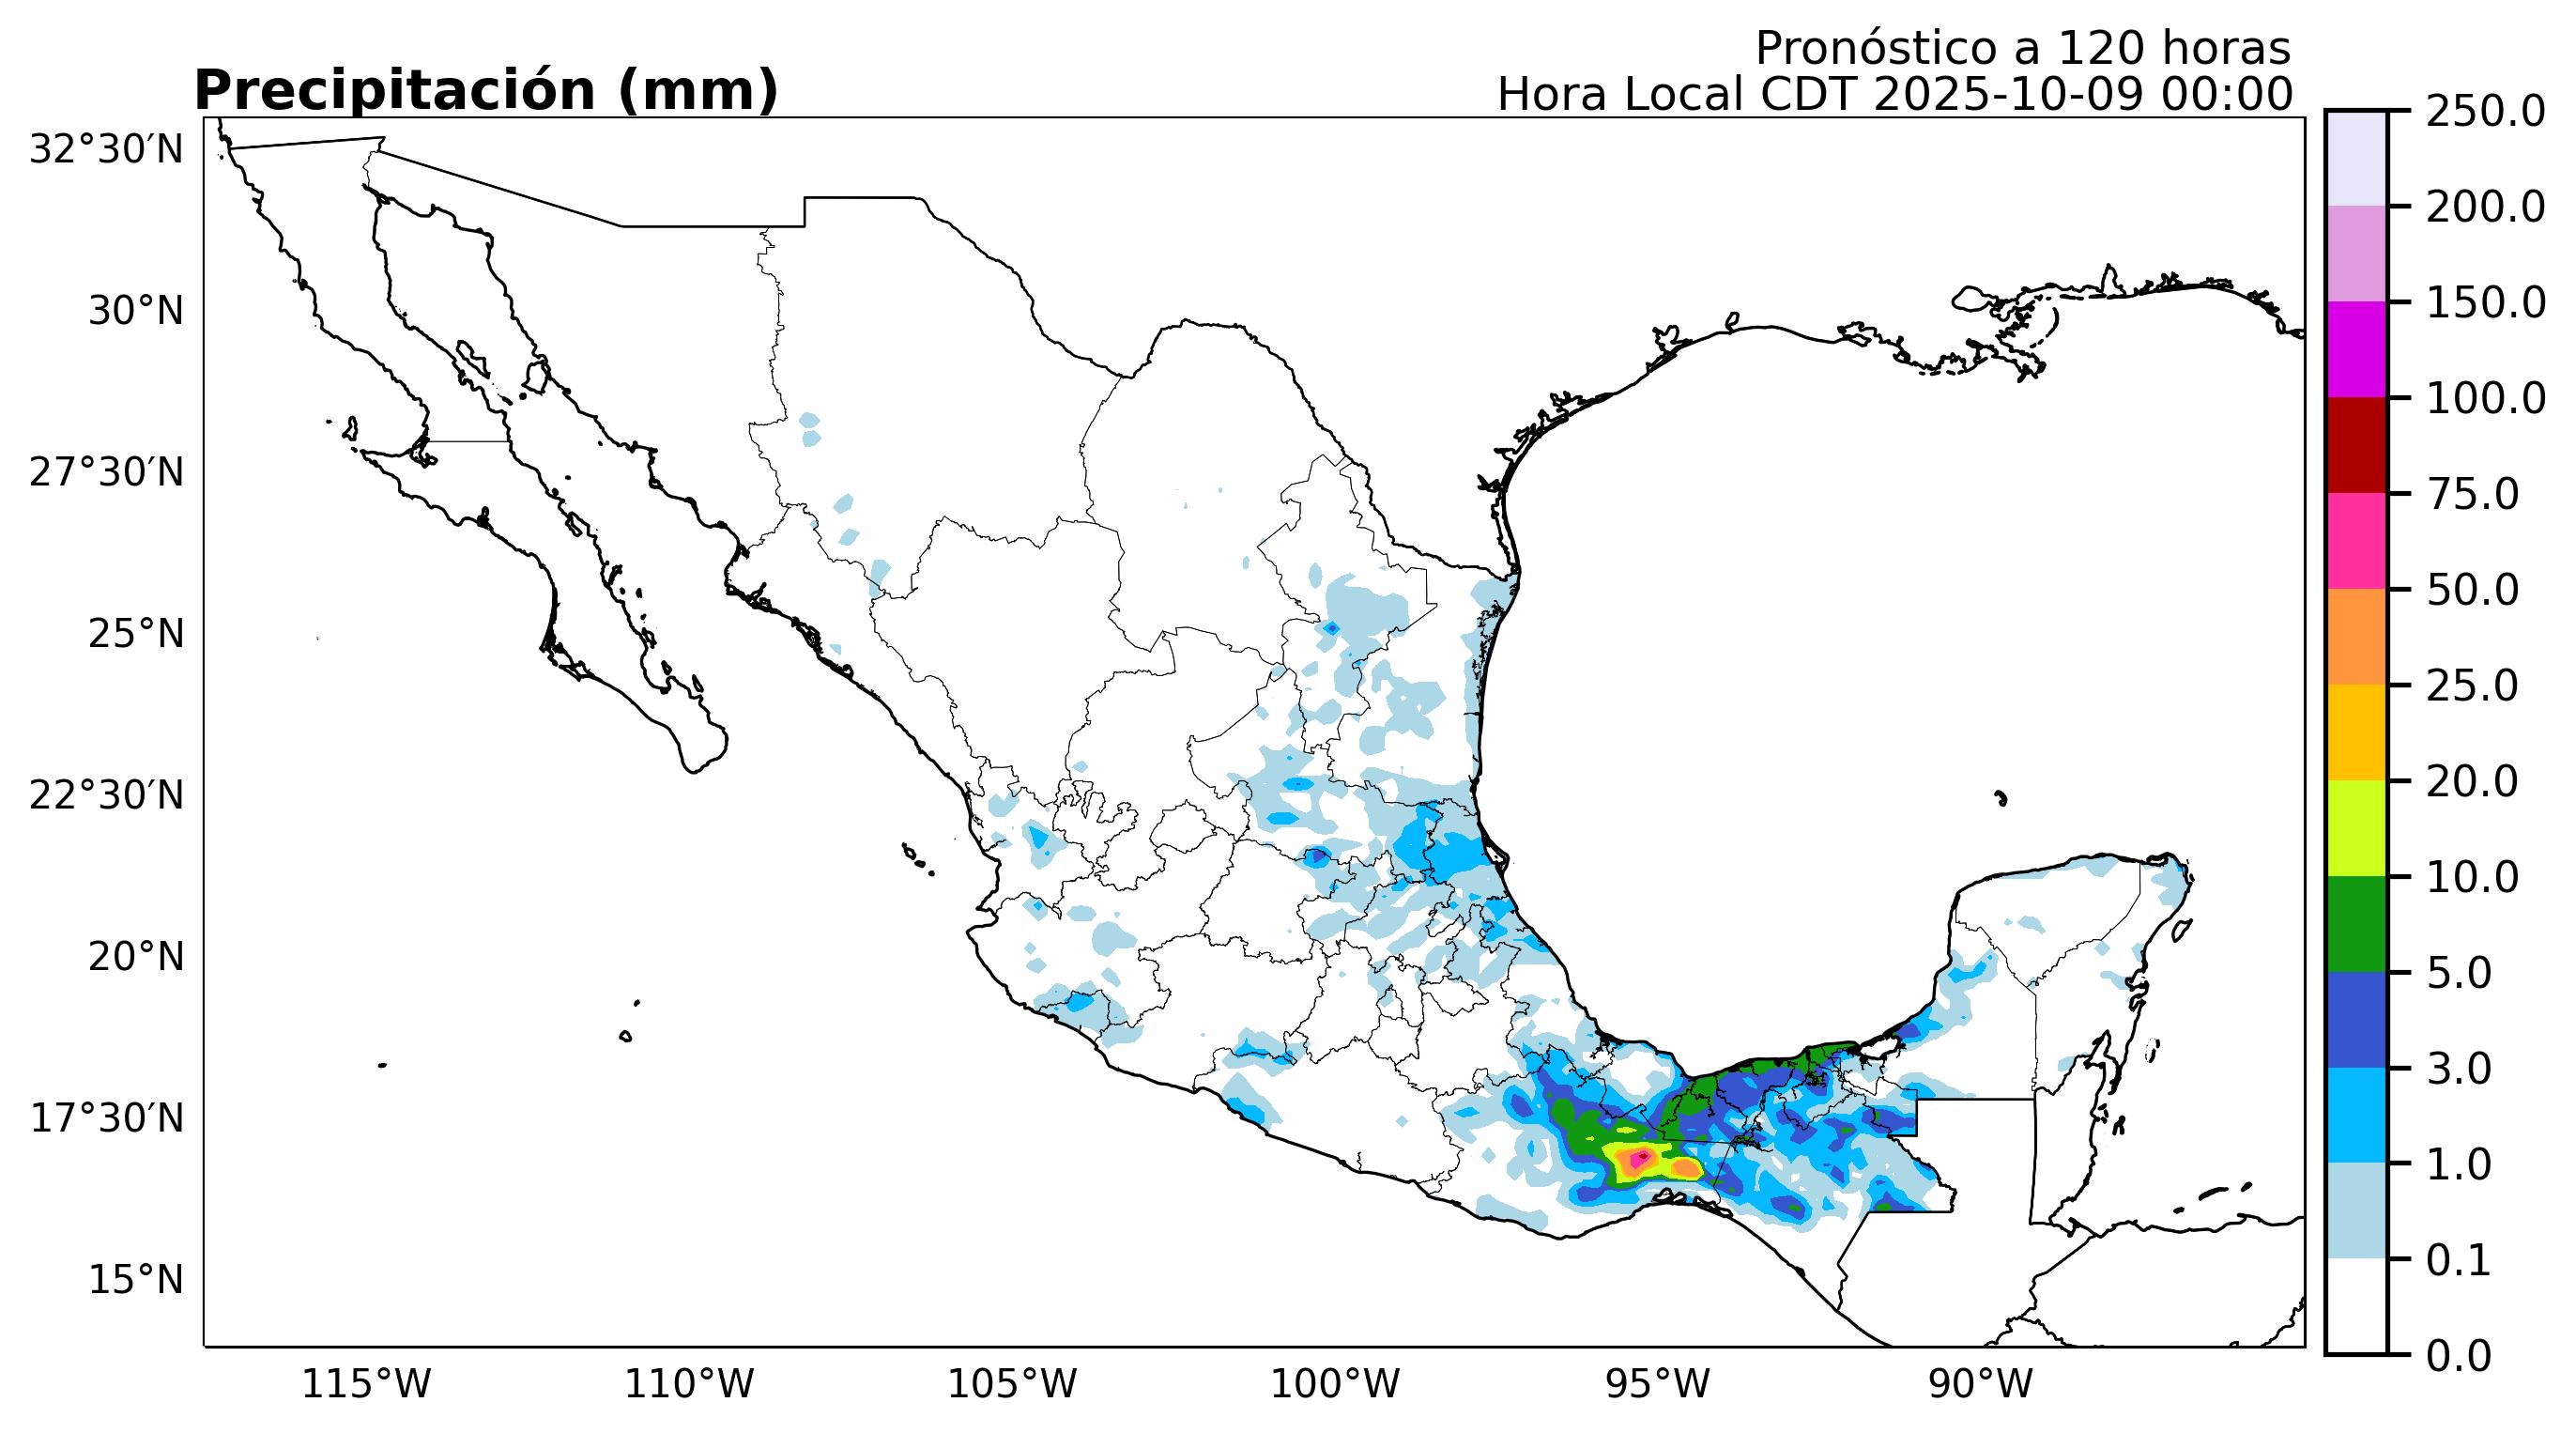 Pronóstico a 120 horas
Precipitación (mm)
Hora Local CDT 2025-10-09 00:00
32°30′N
30°N
27°30′N
25°N
22°30′N
20°N
17°30′N
15°N
115°W
110°W
105°W
100°W
95°W
90°W
250.0
200.0
150.0
100.0
75.0
50.0
25.0
20.0
10.0
5.0
3.0
1.0
0.1
0.0